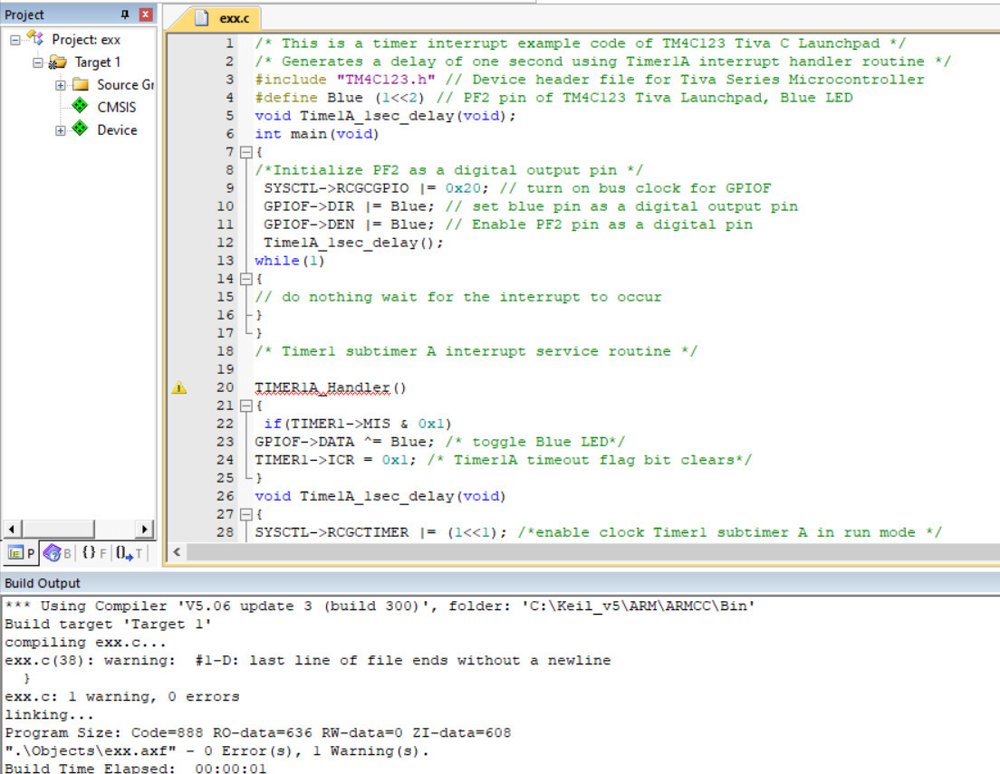 Project
exx.c
Project: exx
Target 1
Source Gr
CMSIS
Device
P
B
{} F
0 T
1 /* This is a timer interrupt example code of TM4C123 Tiva C Launchpad */
2 /* Generates a delay of one second using Timer1A interrupt handler routine */
3 #include "TM4C123.h" // Device header file for Tiva Series Microcontroller
4 #define Blue (1<<2) // PF2 pin of TM4C123 Tiva Launchpad, Blue LED
5 void Time1A_1sec_delay(void);
6 int main(void)
7 {
8 /*Initialize PF2 as a digital output pin */
9 SYSCTL->RCGCGPIO |= 0x20; // turn on bus clock for GPIOF
10 GPIOF->DIR |= Blue; // set blue pin as a digital output pin
11 GPIOF->DEN |= Blue; // Enable PF2 pin as a digital pin
12 Time1A_1sec_delay();
13 while(1)
14 {
15 // do nothing wait for the interrupt to occur
16 }
17 }
18 /* Timer1 subtimer A interrupt service routine */
19
20 TIMER1A_Handler()
21 {
22 if(TIMER1->MIS & 0x1)
23 GPIOF->DATA ^= Blue; /* toggle Blue LED*/
24 TIMER1->ICR = 0x1; /* Timer1A timeout flag bit clears*/
25 }
26 void Time1A_1sec_delay(void)
27 {
28 SYSCTL->RCGCTIMER |= (1<<1); /*enable clock Timer1 subtimer A in run mode */
Build Output
*** Using Compiler 'V5.06 update 3 (build 300)', folder: 'C:\Keil_v5\ARM\ARMCC\Bin'
Build target 'Target 1'
compiling exx.c...
exx.c(38): warning:  #1-D: last line of file ends without a newline
}
exx.c: 1 warning, 0 errors
linking...
Program Size: Code=888 RO-data=636 RW-data=0 ZI-data=608
".\Objects\exx.axf" - 0 Error(s), 1 Warning(s).
Build Time Elapsed:  00:00:01